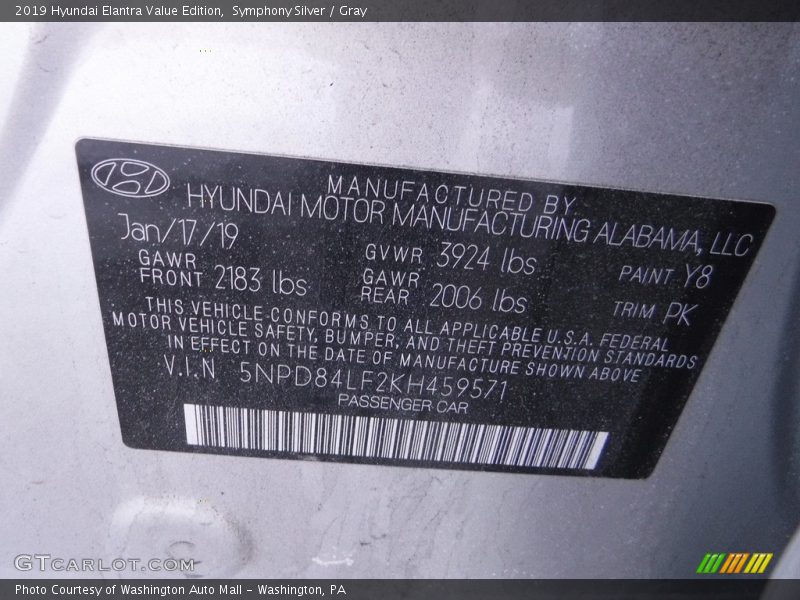 2019 Hyundai Elantra Value Edition, Symphony Silver / Gray
MANUFACTURED BY
HYUNDAI MOTOR MANUFACTURING ALABAMA, LLC
Jan/17/19
GVWR 3924 lbs
PAINT Y8
GAWR FRONT 2183 lbs
GAWR REAR 2006 lbs
TRIM PK
THIS VEHICLE CONFORMS TO ALL APPLICABLE U.S.A. FEDERAL
MOTOR VEHICLE SAFETY, BUMPER, AND THEFT PREVENTION STANDARDS
IN EFFECT ON THE DATE OF MANUFACTURE SHOWN ABOVE
V.I.N 5NPD84LF2KH459571
PASSENGER CAR
GTCARLOT.COM
Photo Courtesy of Washington Auto Mall - Washington, PA